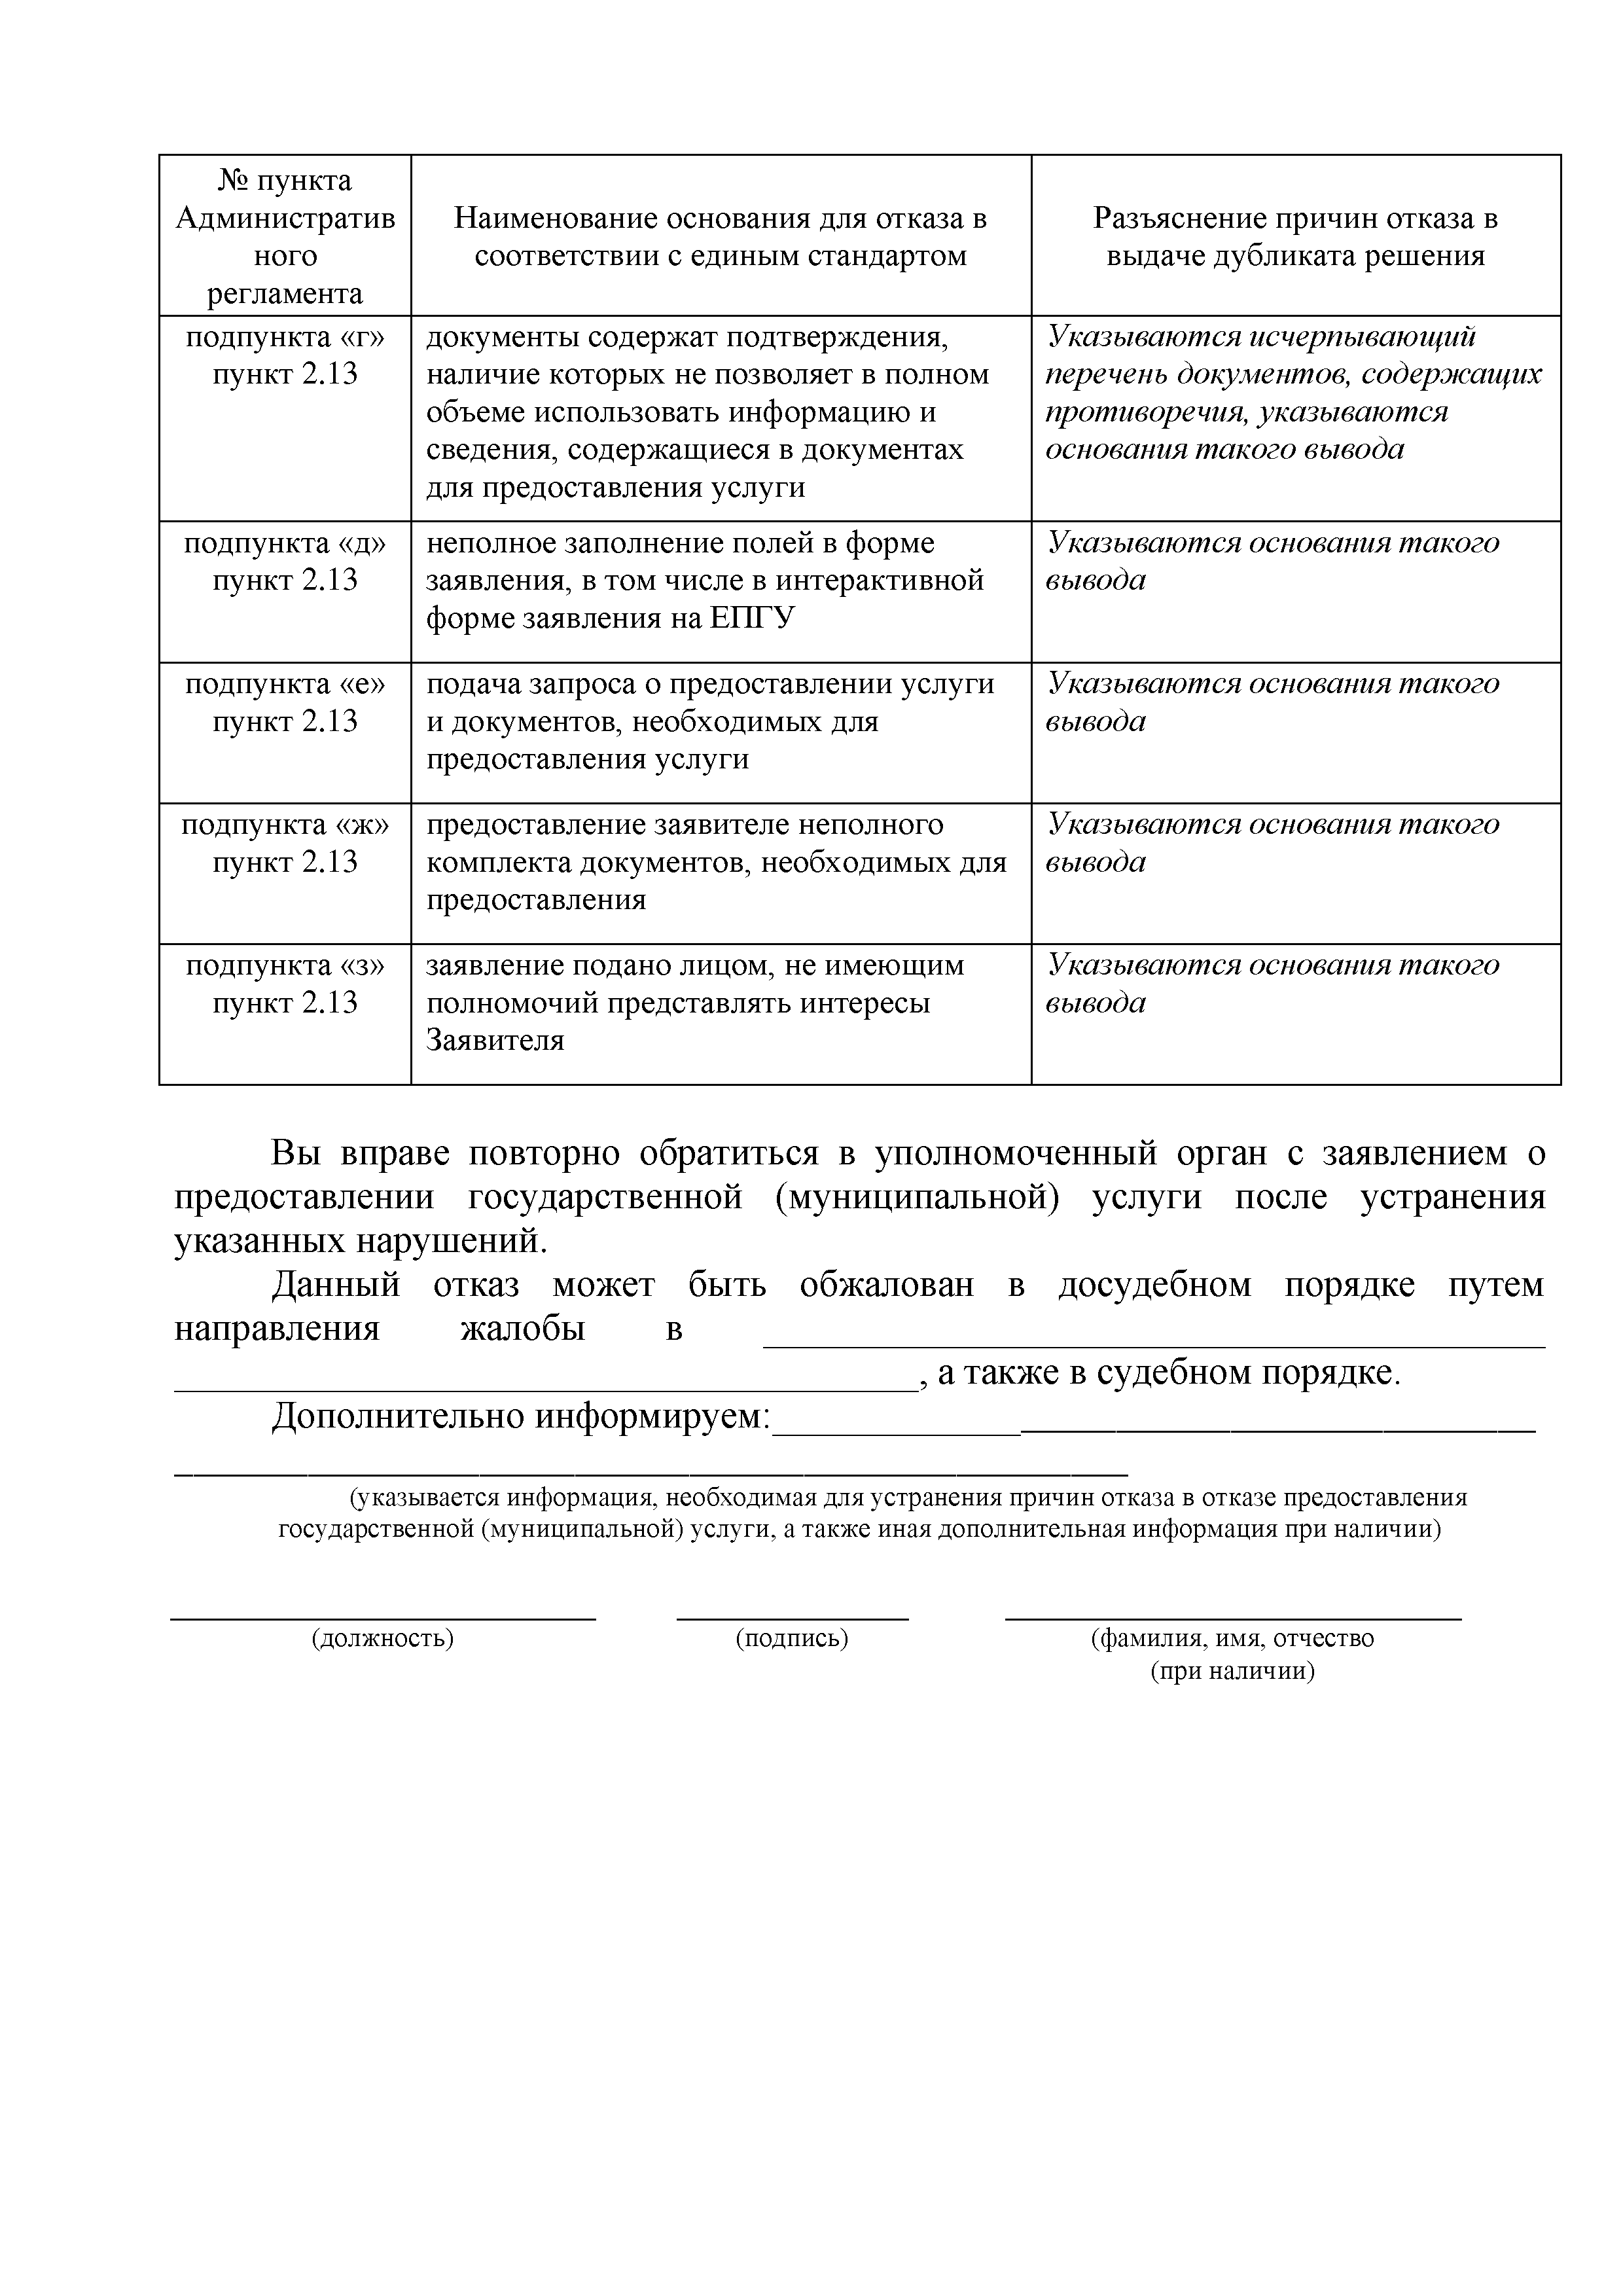 № пункта
Административ
ного
регламента
Наименование основания для отказа в
соответствии с единым стандартом
Разъяснение причин отказа в
выдаче дубликата решения
подпункта «г»
пункт 2.13
документы содержат подтверждения,
наличие которых не позволяет в полном
объеме использовать информацию и
сведения, содержащиеся в документах
для предоставления услуги
Указываются исчерпывающий
перечень документов, содержащих
противоречия, указываются
основания такого вывода
подпункта «д»
пункт 2.13
неполное заполнение полей в форме
заявления, в том числе в интерактивной
форме заявления на ЕПГУ
Указываются основания такого
вывода
подпункта «е»
пункт 2.13
подача запроса о предоставлении услуги
и документов, необходимых для
предоставления услуги
Указываются основания такого
вывода
подпункта «ж»
пункт 2.13
предоставление заявителе неполного
комплекта документов, необходимых для
предоставления
Указываются основания такого
вывода
подпункта «з»
пункт 2.13
заявление подано лицом, не имеющим
полномочий представлять интересы
Заявителя
Указываются основания такого
вывода
Вы вправе повторно обратиться в уполномоченный орган с заявлением о
предоставлении государственной (муниципальной) услуги после устранения
указанных нарушений.
Данный отказ может быть обжалован в досудебном порядке путем
направления жалобы в ____________________
____________________, а также в судебном порядке.
Дополнительно информируем:____________________
____________________
(указывается информация, необходимая для устранения причин отказа в отказе предоставления
государственной (муниципальной) услуги, а также иная дополнительная информация при наличии)
(должность) (подпись) (фамилия, имя, отчество
(при наличии)